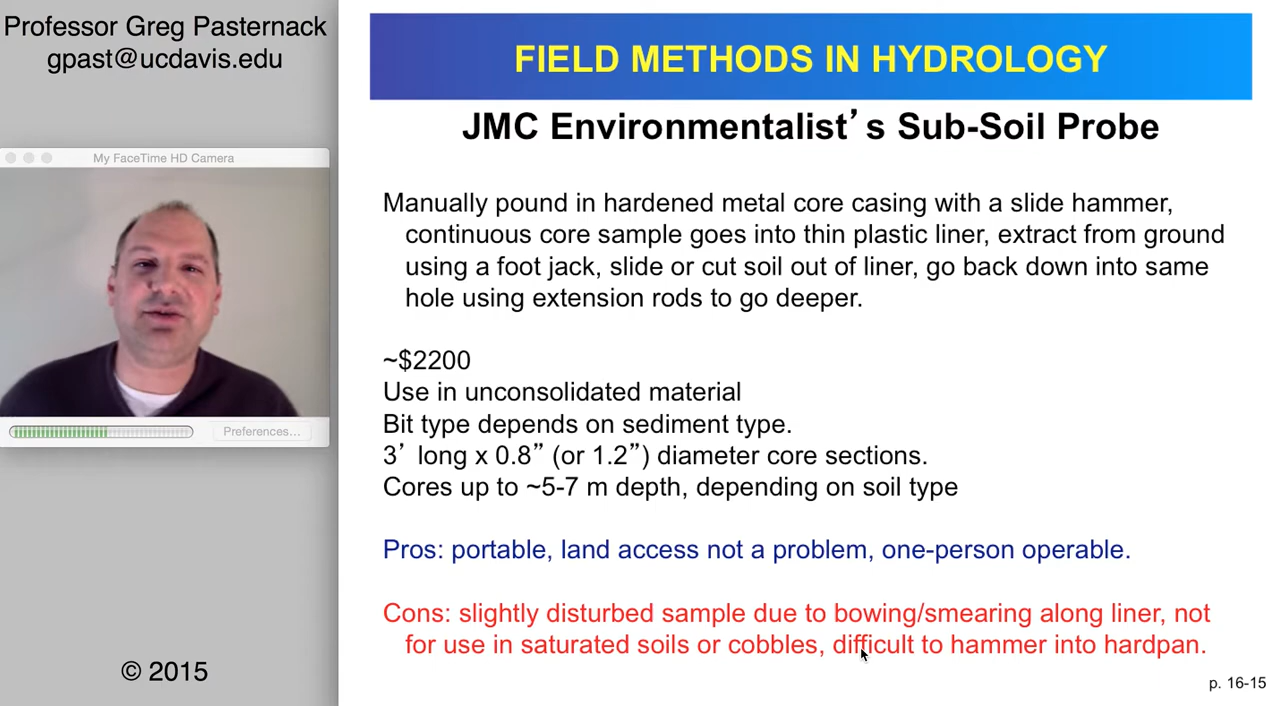 Professor Greg Pasternack
gpast@ucdavis.edu
My FaceTime HD Camera
Preferences...
© 2015
FIELD METHODS IN HYDROLOGY
JMC Environmentalist’s Sub-Soil Probe
Manually pound in hardened metal core casing with a slide hammer,
continuous core sample goes into thin plastic liner, extract from ground
using a foot jack, slide or cut soil out of liner, go back down into same
hole using extension rods to go deeper.
~$2200
Use in unconsolidated material
Bit type depends on sediment type.
3’ long x 0.8” (or 1.2”) diameter core sections.
Cores up to ~5-7 m depth, depending on soil type
Pros: portable, land access not a problem, one-person operable.
Cons: slightly disturbed sample due to bowing/smearing along liner, not
for use in saturated soils or cobbles, difficult to hammer into hardpan.
p. 16-15